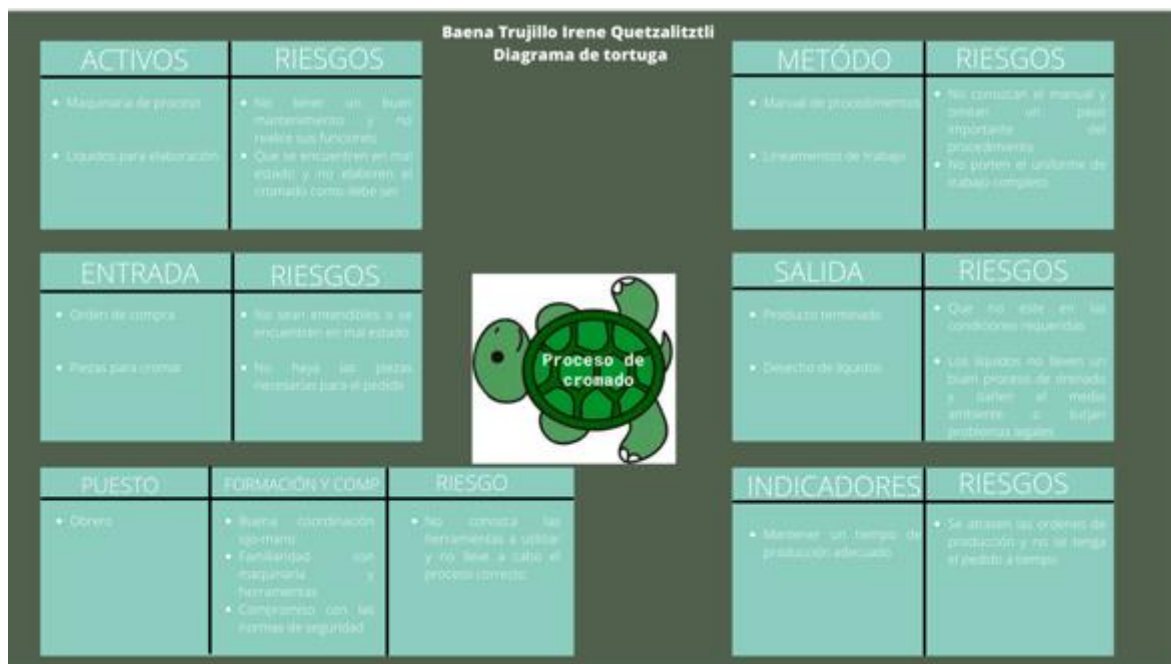 Baena Trujillo Irene Quetzalitztli
Diagrama de tortuga
ACTIVOS
RIESGOS
• Maquinaria de proceso
• Liquidos para elaboración
• No tener un buen
mantenimiento y no
realice sus funciones
• Que se encuentren en mal
estado y no elaboren el
cromado como debe ser
METÓDO
RIESGOS
• Manual de procedimientos
• Lineamientos de trabajo
• No conozcan el manual y
omitan un paso
importante del
procedimiento
• No porten el uniforme de
trabajo completo
ENTRADA
RIESGOS
• Orden de compra
• Piezas para cromar
• No sean entendibles o se
encuentren en mal estado
• No haya las piezas
necesarias para el pedido
Proceso de
cromado
SALIDA
RIESGOS
• Producto terminado
• Desecho de liquidos
• Que no este en las
condiciones requeridas
• Los liquidos no lleven un
buen proceso de drenado
y dañen el medio
ambiente o surjan
problemas legales
PUESTO
FORMACIÓN Y COMP
RIESGO
• Obrero
• Buena coordinación
ojo-mano
• Familiaridad con
maquinaria y
herramientas
• Compromiso con las
normas de seguridad
• No conozca las
herramientas a utilizar
y no lleve a cabo el
proceso correcto
INDICADORES
RIESGOS
• Mantener un tiempo de
producción adecuado
• Se atrasen las ordenes de
producción y no se tenga
el pedido a tiempo